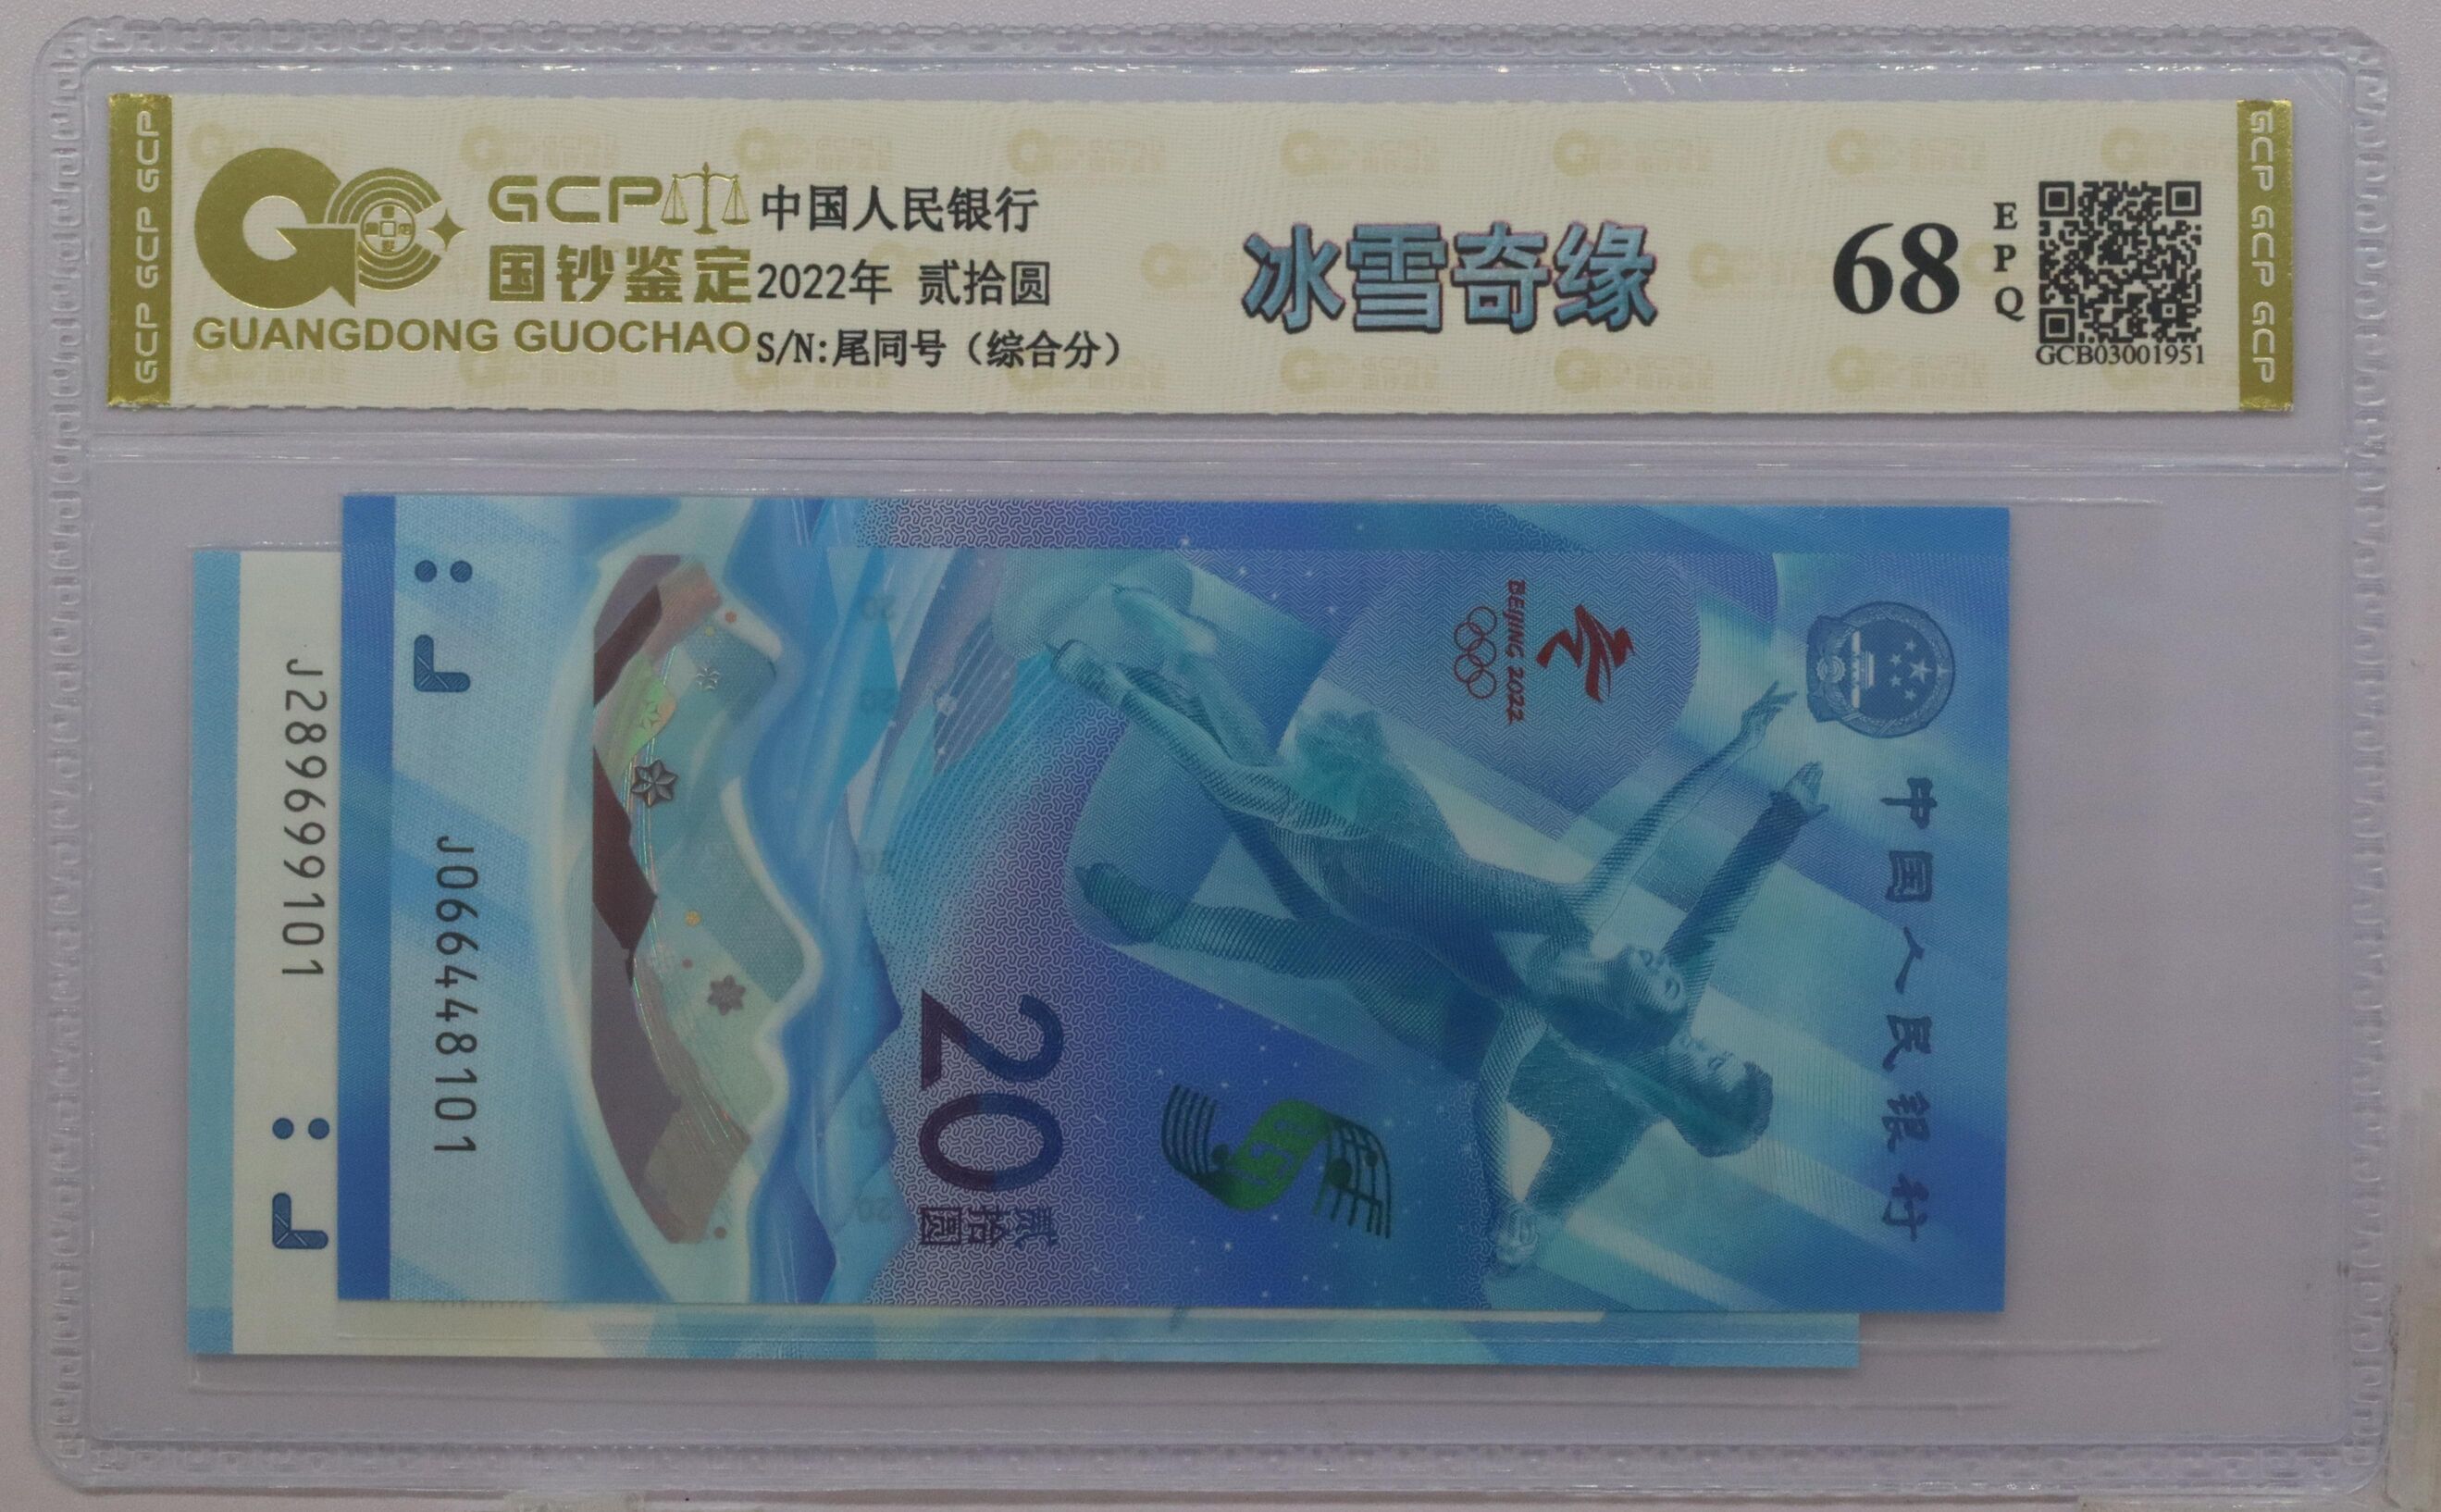 GCP GCP GCP
GCP
国钞鉴定
GUANGDONG GUOCHAO
中国人民银行
2022年 贰拾圆
S/N:尾同号（综合分）
冰雪奇缘
68
EPQ
GCB03001951
GCP GCP GCP
J289699101
J066448101
20
贰拾圆
BEIJING 2022
中国人民银行